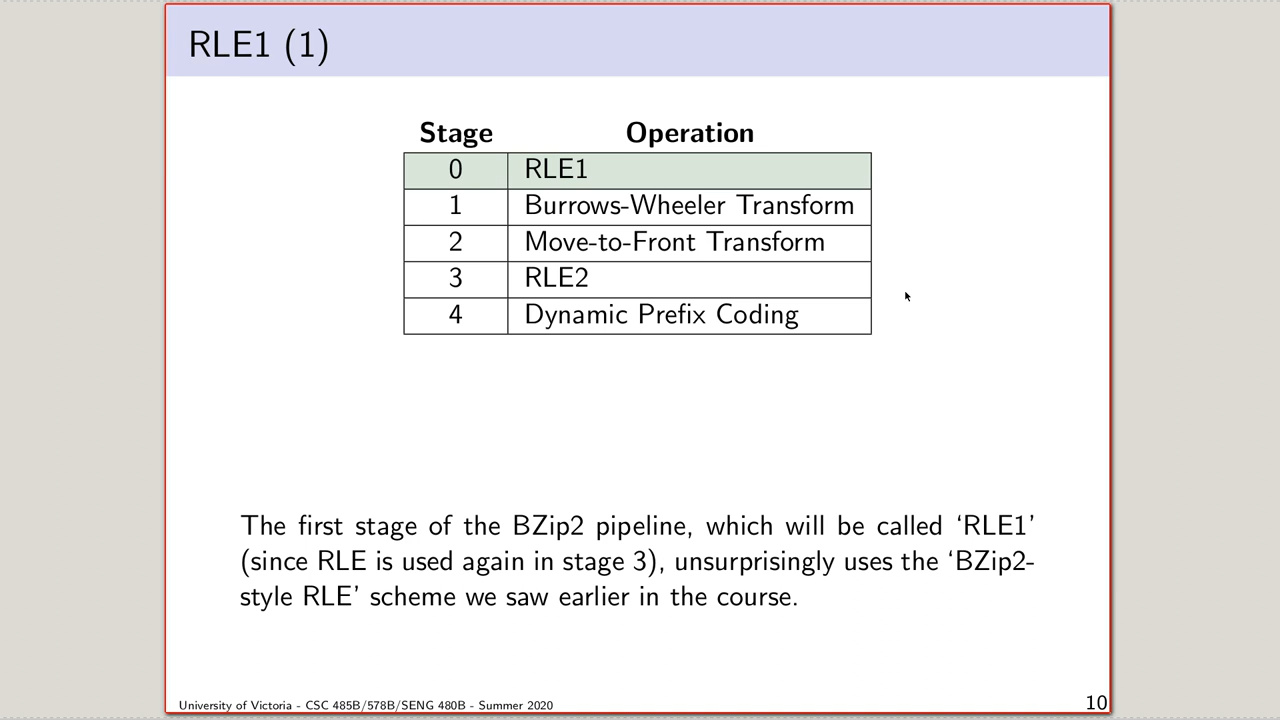 RLE1 (1)
Stage Operation
0 RLE1
1 Burrows-Wheeler Transform
2 Move-to-Front Transform
3 RLE2
4 Dynamic Prefix Coding
The first stage of the BZip2 pipeline, which will be called ‘RLE1’
(since RLE is used again in stage 3), unsurprisingly uses the ‘BZip2-
style RLE’ scheme we saw earlier in the course.
University of Victoria - CSC 485B/578B/SENG 480B - Summer 2020
10